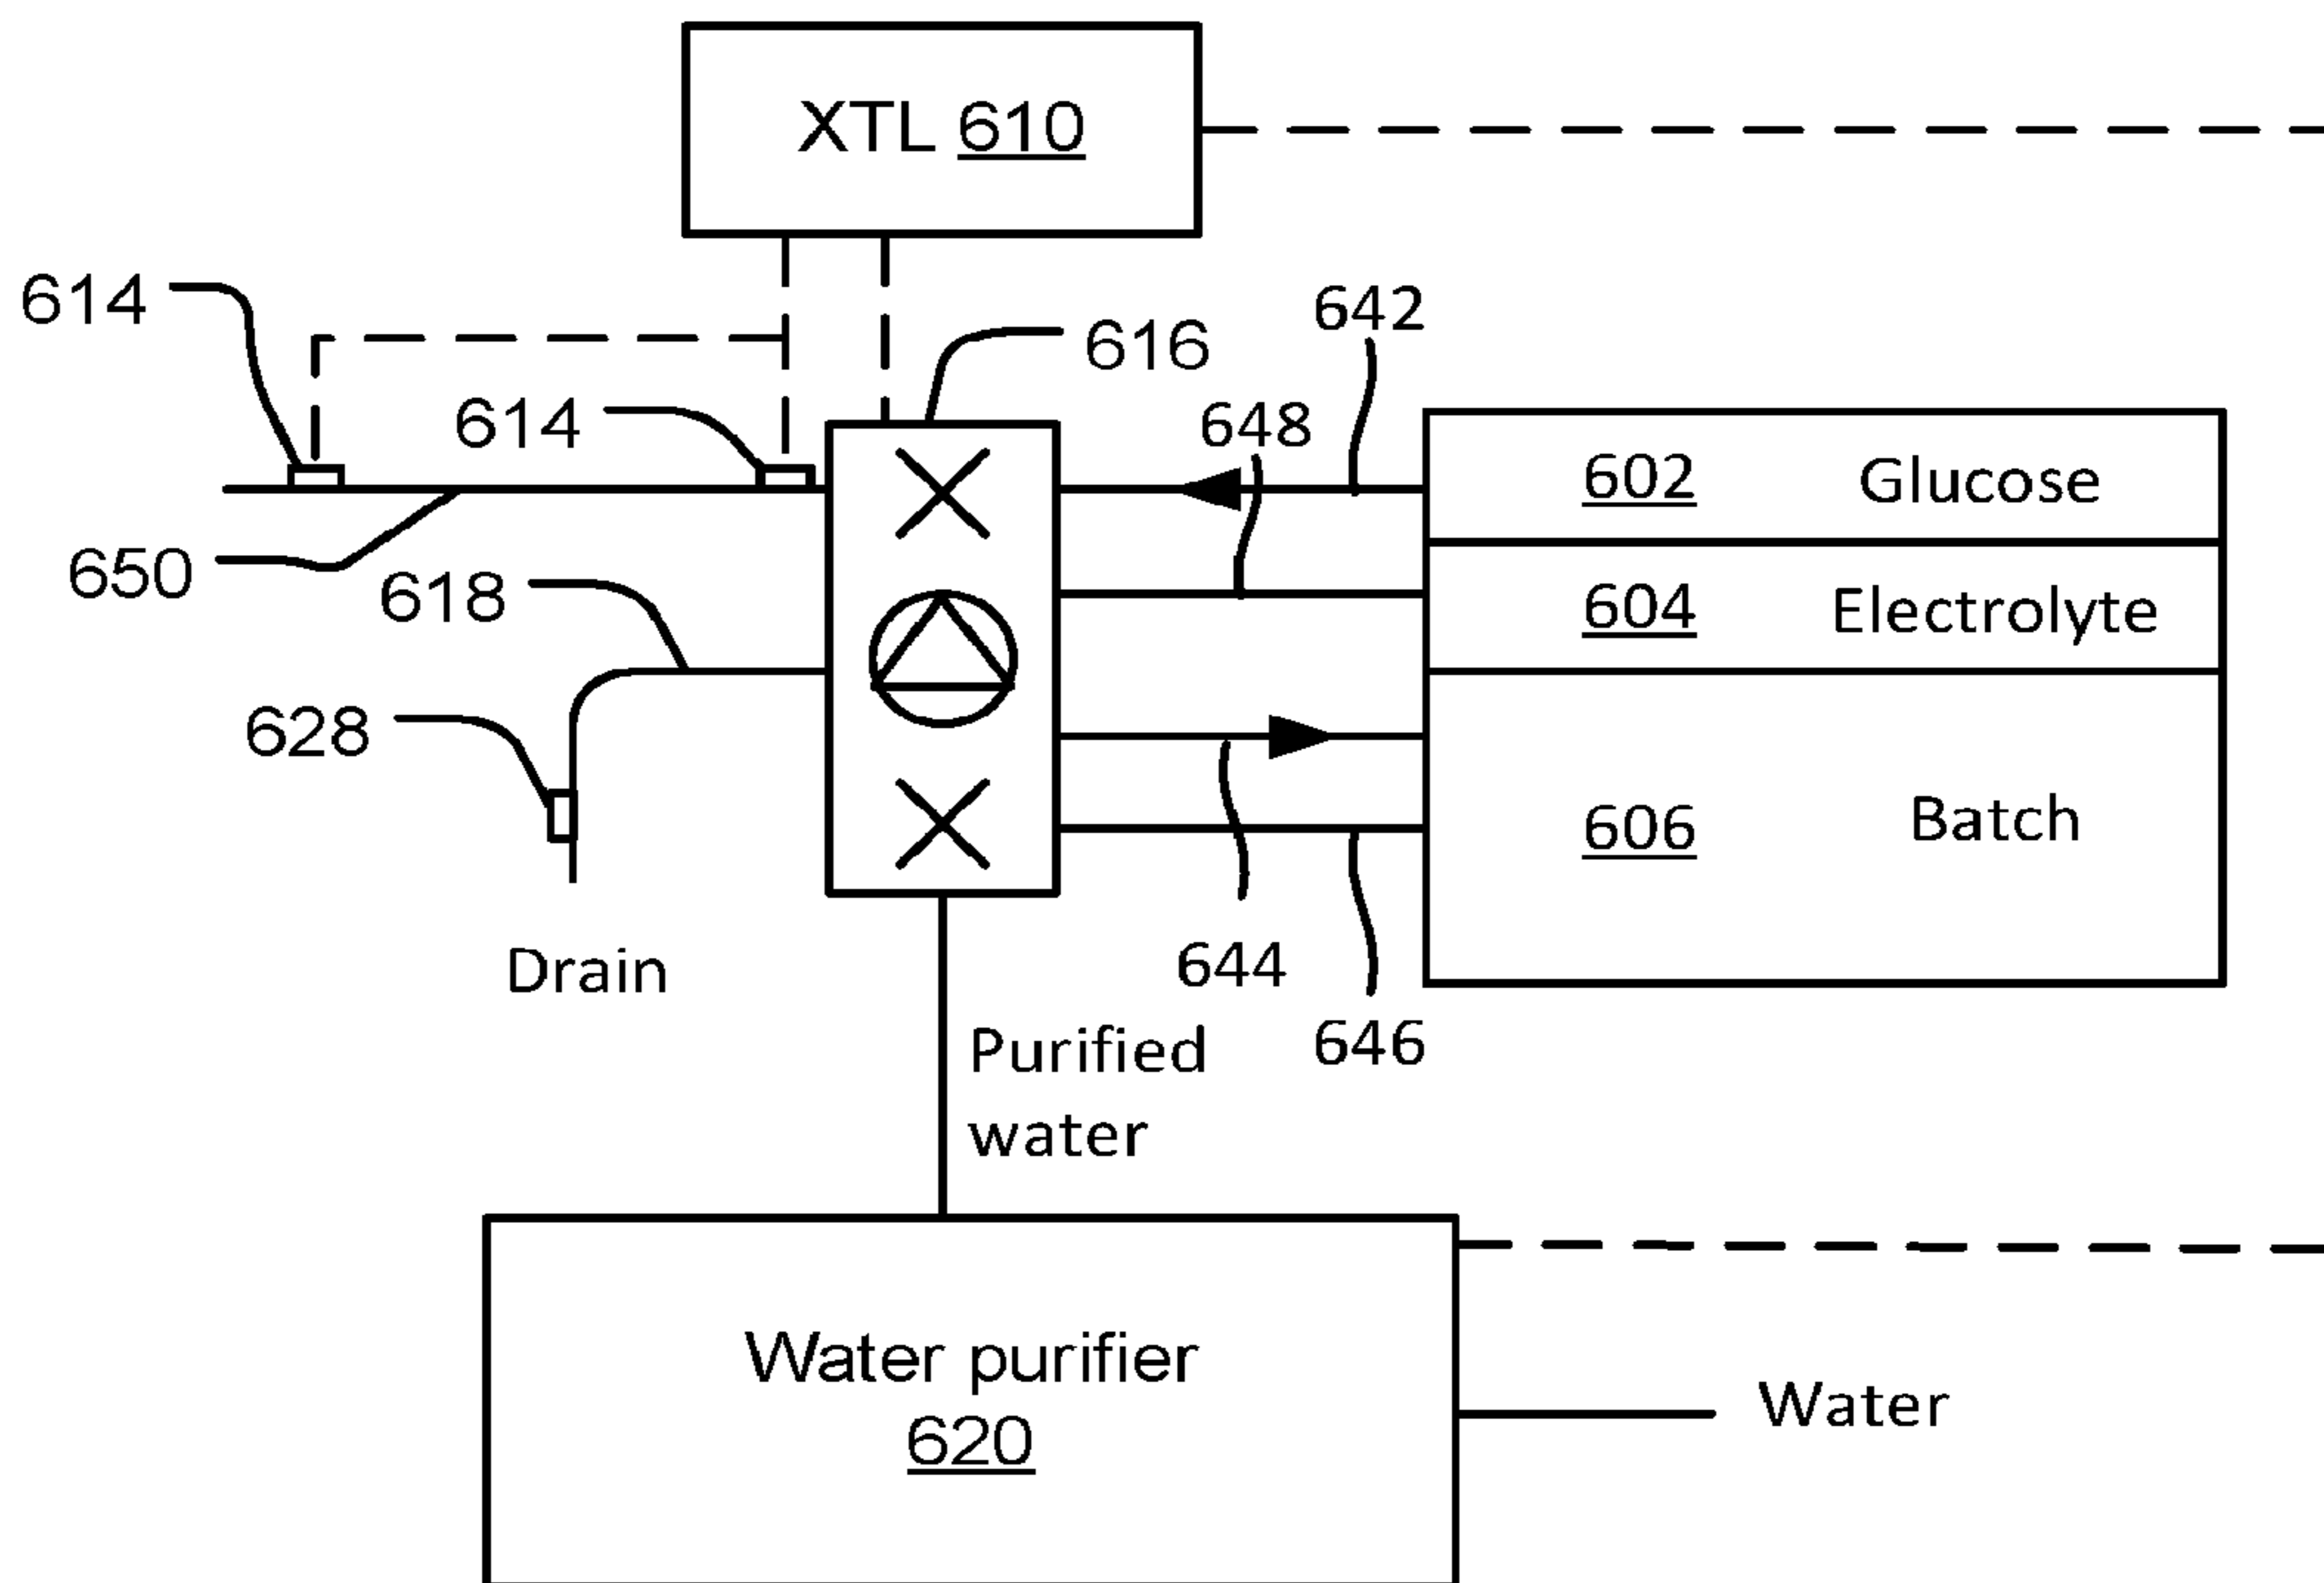 XTL 610
614
642
616
614
648
602 Glucose
650
618
604 Electrolyte
628
606 Batch
Drain
644
Purified
water
646
Water purifier
620
Water